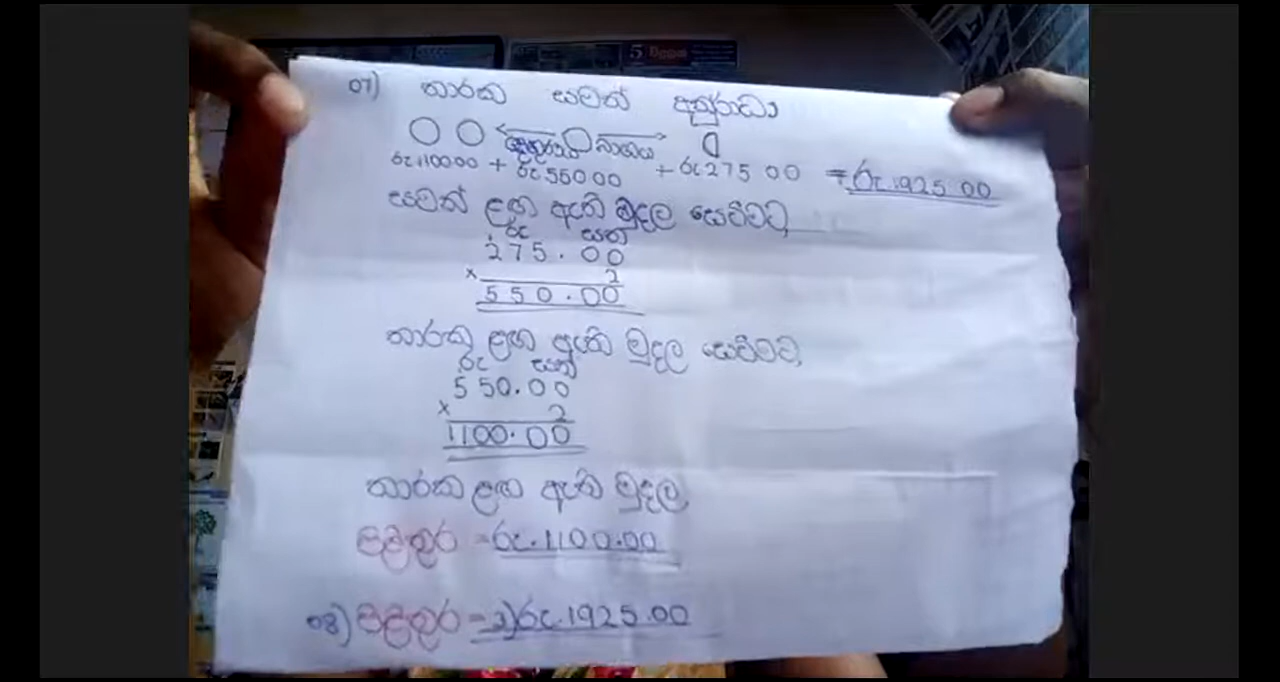 07) තාරක සමන් අනුරාධා
දෙගුණය භාගය
රු.1100.00 + රු.550.00 + රු.275.00 = රු.1925.00
සමන් ළඟ ඇති මුදල සෙවීමට,
රු සත
275.00
× 2
550.00
තාරක ළඟ ඇති මුදල සෙවීමට,
රු සත
550.00
× 2
1100.00
තාරක ළඟ ඇති මුදල,
පිළිතුර = රු.1100.00
08) පිළිතුර = 3) රු.1925.00